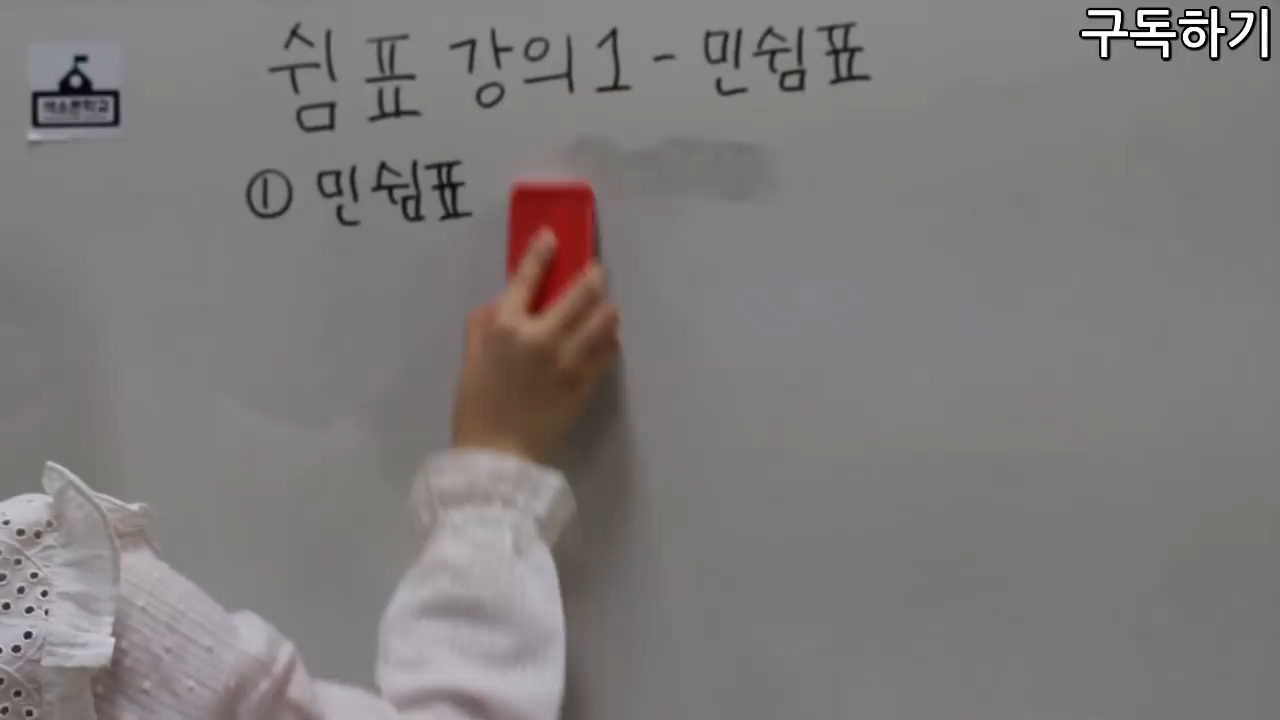 구독하기
쉼표 강의 1 - 민쉼표
① 민쉼표